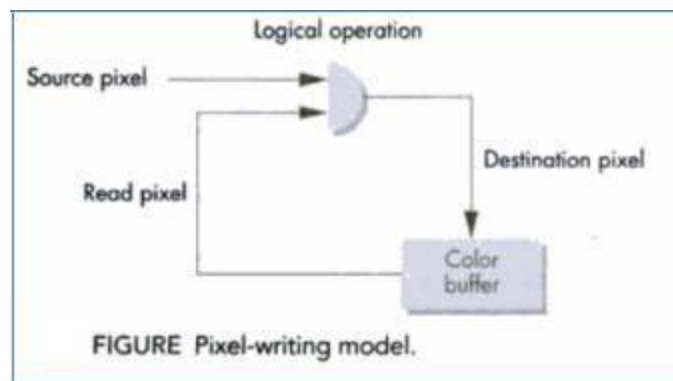 Logical operation
Source pixel
Destination pixel
Read pixel
Color
buffer
FIGURE Pixel-writing model.